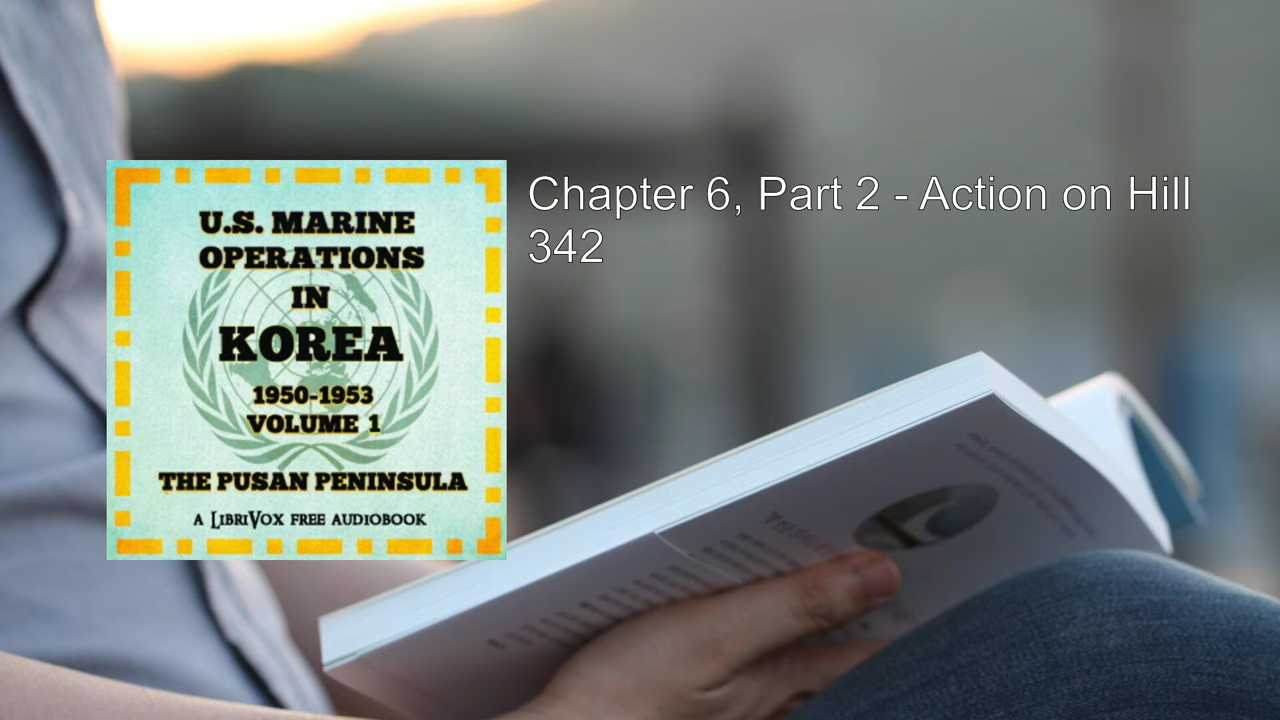 U.S. MARINE
OPERATIONS
IN
KOREA
1950-1953
VOLUME 1
THE PUSAN PENINSULA
A LIBRIVOX FREE AUDIOBOOK
Chapter 6, Part 2 - Action on Hill
342